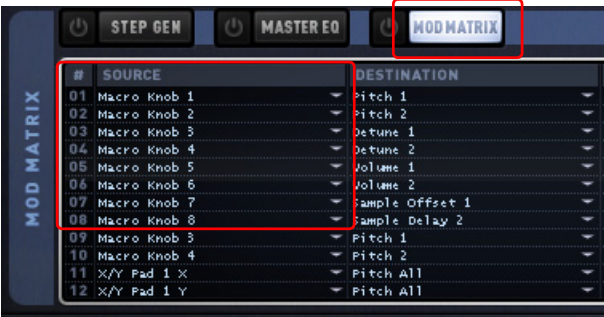 STEP GEN MASTER EQ MOD MATRIX
MOD MATRIX
# SOURCE DESTINATION
01 Macro Knob 1 Pitch 1
02 Macro Knob 2 Pitch 2
03 Macro Knob 3 Detune 1
04 Macro Knob 4 Detune 2
05 Macro Knob 5 Volume 1
06 Macro Knob 6 Volume 2
07 Macro Knob 7 Sample Offset 1
08 Macro Knob 8 Sample Delay 2
09 Macro Knob 3 Pitch 1
10 Macro Knob 4 Pitch 2
11 X/Y Pad 1 X Pitch All
12 X/Y Pad 1 Y Pitch All